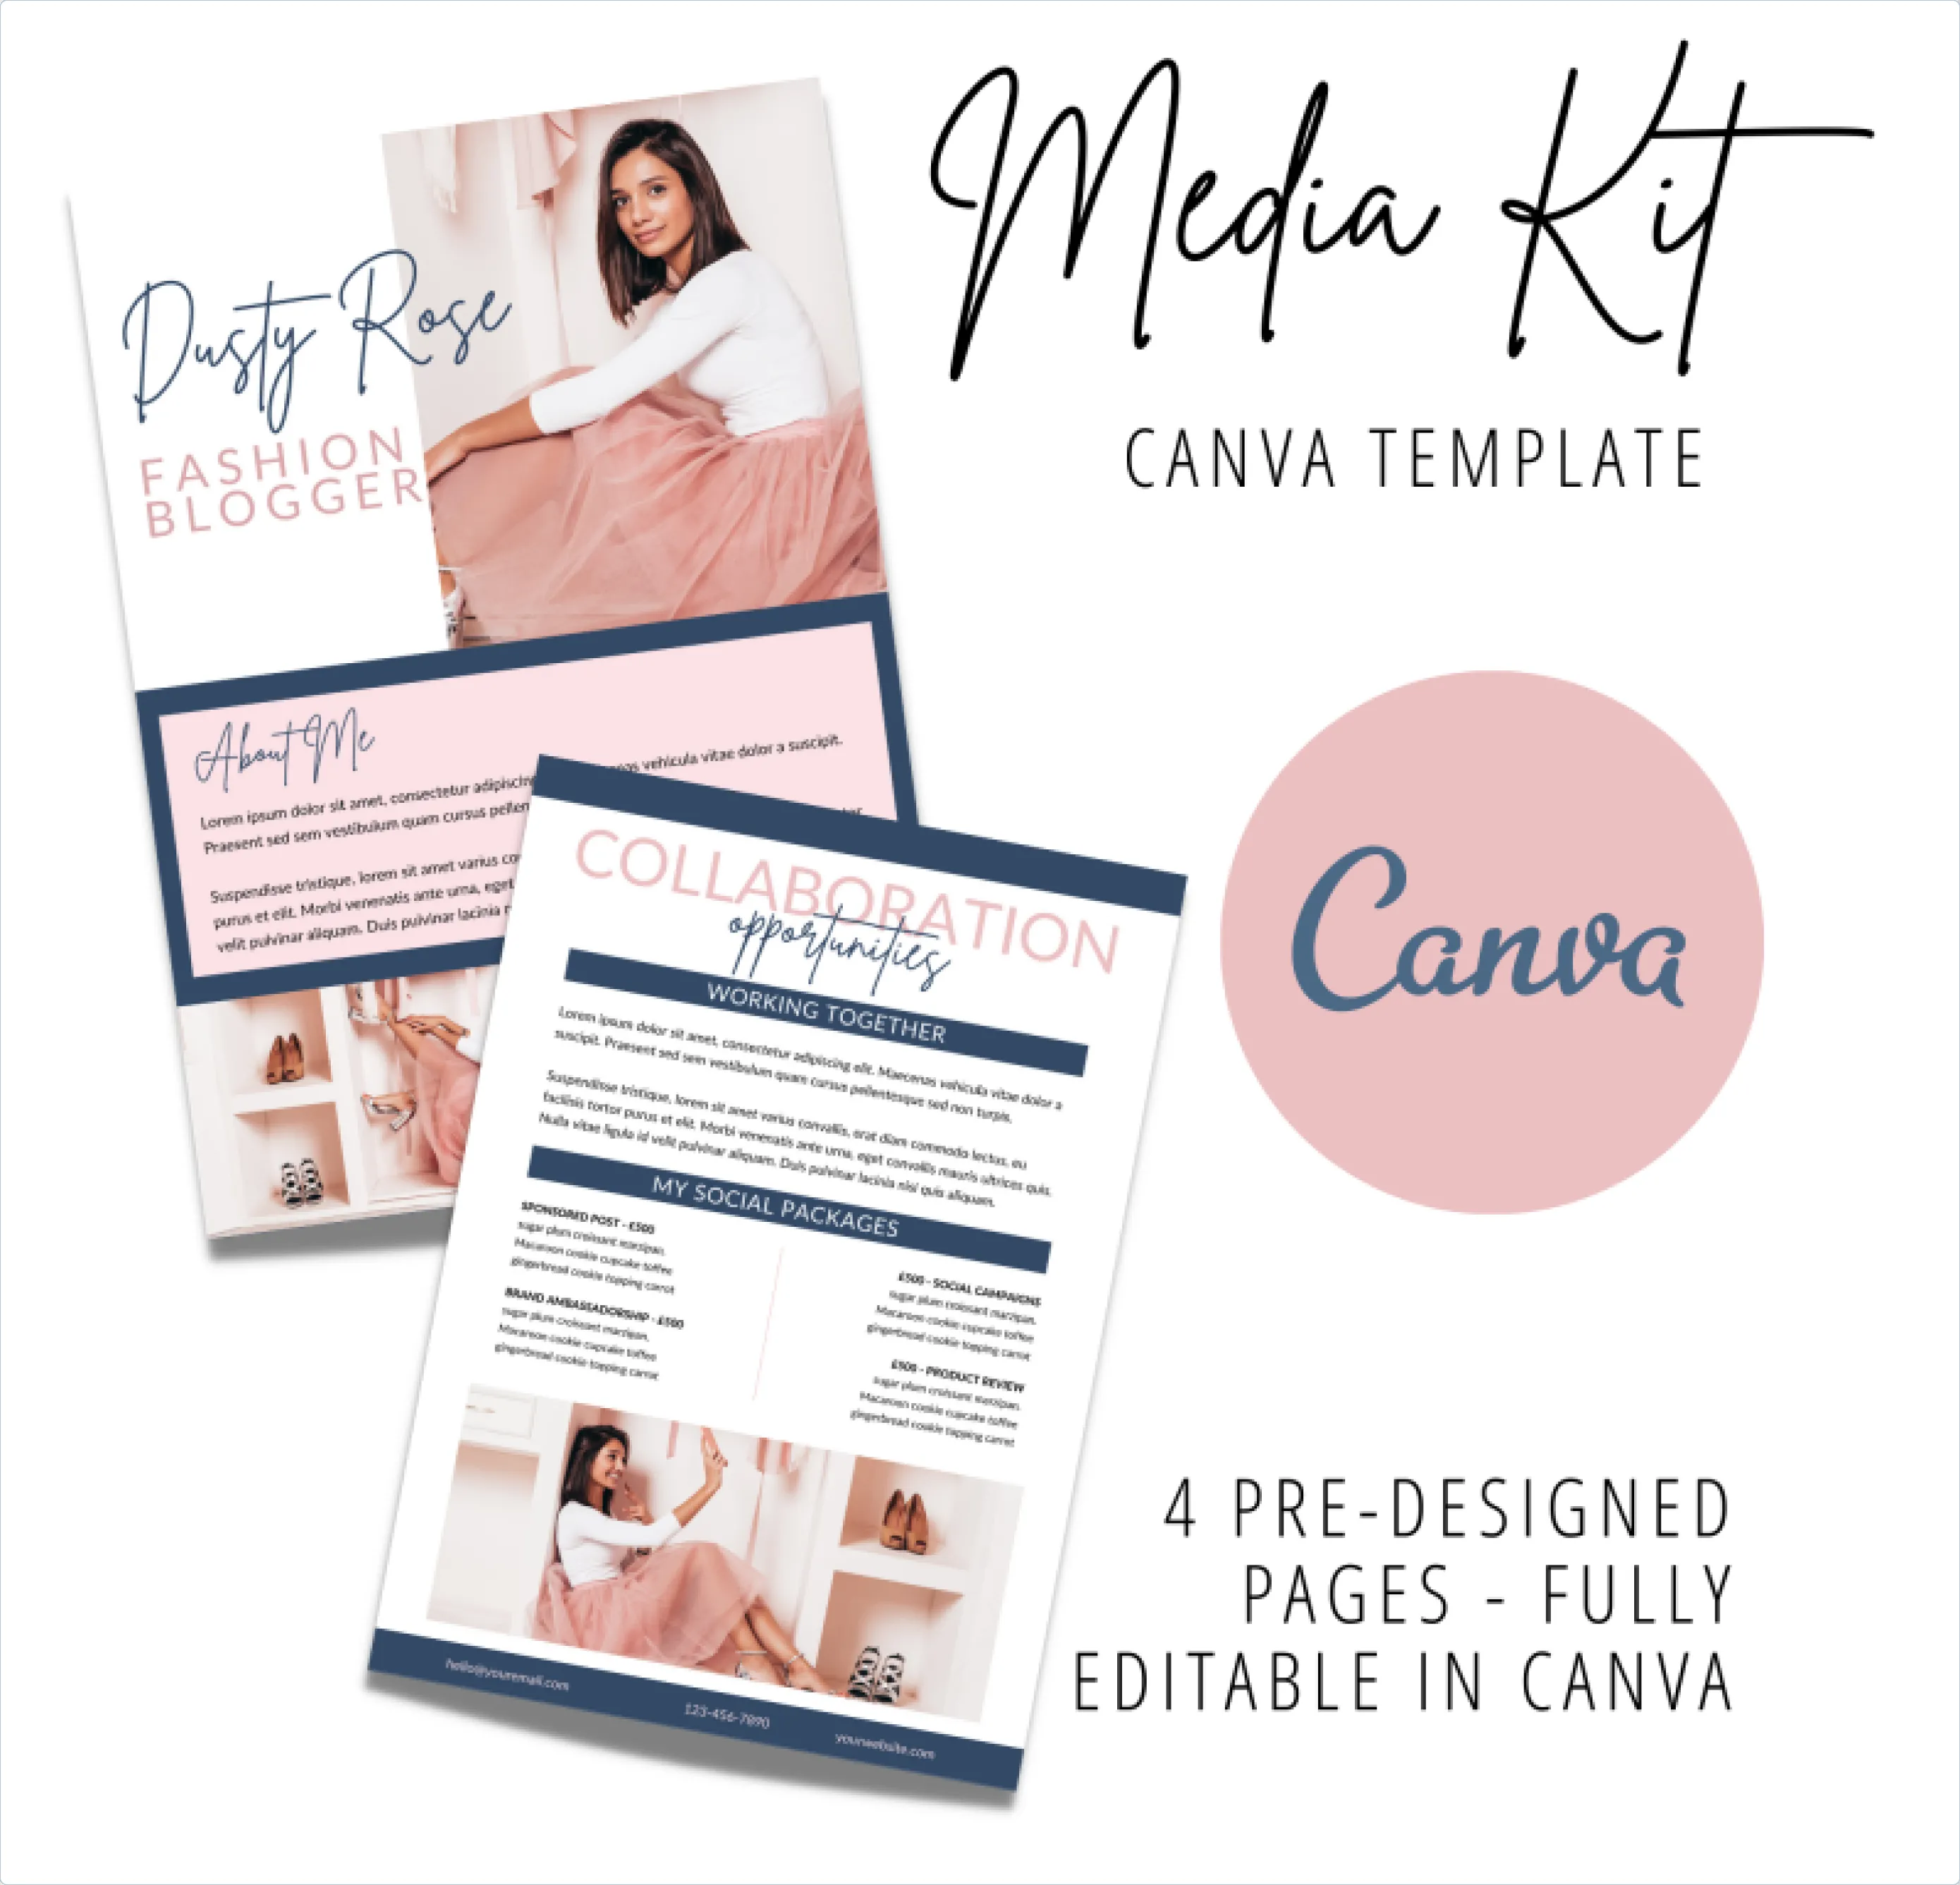 Media Kit
CANVA TEMPLATE
Dusty Rose
FASHION
BLOGGER
About Me
Lorem ipsum dolor sit amet, consectetur adipiscin
vehicula vitae dolor a suscipit.
Praesent sed sem vestibulum quam cursus pellen
Suspendisse tristique, lorem sit amet varius co
purus et elit. Morbi venenatis ante urna, eget
velit pulvinar aliquam. Duis pulvinar lacinia
COLLABORATION
opportunities
WORKING TOGETHER
Lorem ipsum dolor sit amet, consectetur adipiscing elit. Maecenas vehicula vitae dolor a
suscipit. Praesent sed sem vestibulum quam cursus pellentesque sed non turpis.
Suspendisse tristique, lorem sit amet varius convallis, erat diam commodo lectus, eu
facilisis tortor purus et elit. Morbi venenatis ante urna, eget convallis mauris ultrices quis.
Nulla vitae ligula id velit pulvinar aliquam. Duis pulvinar lacinia nisi quis aliquam.
MY SOCIAL PACKAGES
SPONSORED POST - £500
sugar plum croissant marzipan.
Macaroon cookie cupcake toffee
gingerbread cookie topping carrot
BRAND AMBASSADORSHIP - £500
sugar plum croissant marzipan.
Macaroon cookie cupcake toffee
gingerbread cookie topping carrot
£500 - SOCIAL CAMPAIGNS
sugar plum croissant marzipan.
Macaroon cookie cupcake toffee
gingerbread cookie topping carrot
£500 - PRODUCT REVIEW
sugar plum croissant marzipan.
Macaroon cookie cupcake toffee
gingerbread cookie topping carrot
hello@youremail.com
123-456-7890
yourwebsite.com
Canva
4 PRE-DESIGNED
PAGES - FULLY
EDITABLE IN CANVA